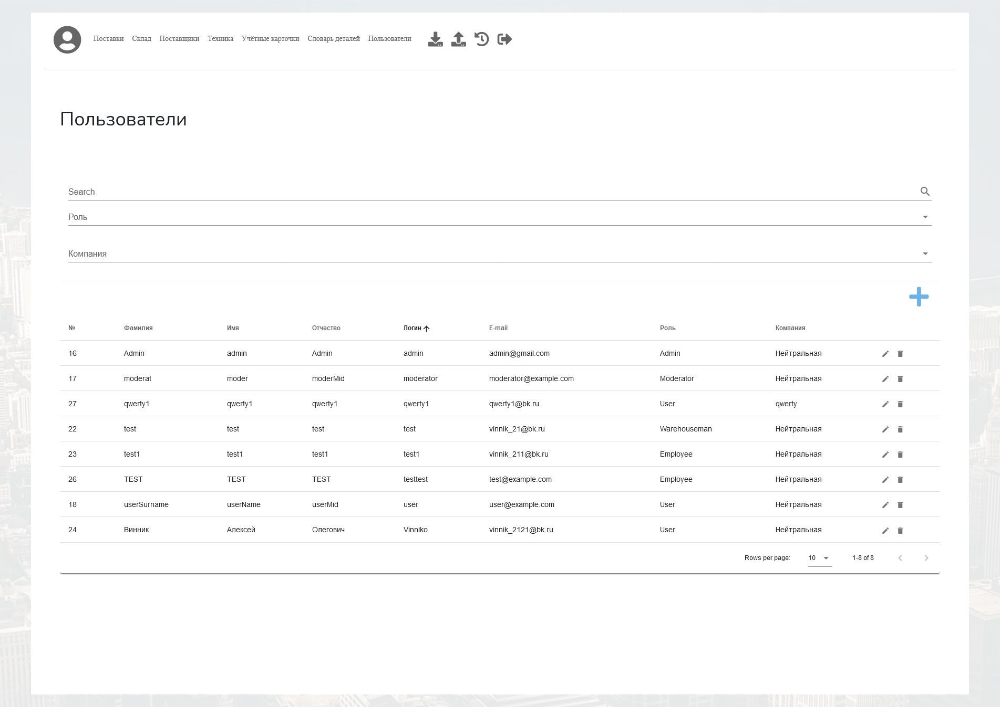 Поставки Склад Поставщики Техника Учётные карточки Словарь деталей Пользователи
Пользователи
Search
Роль
Компания
№ Фамилия Имя Отчество Логин E-mail Роль Компания
16 Admin admin Admin admin admin@gmail.com Admin Нейтральная
17 moderat moder moderMid moderator moderator@example.com Moderator Нейтральная
27 qwerty1 qwerty1 qwerty1 qwerty1 qwerty1@bk.ru User qwerty
22 test test test test vinnik_21@bk.ru Warehouseman Нейтральная
23 test1 test1 test1 test1 vinnik_211@bk.ru Employee Нейтральная
26 TEST TEST TEST testtest test@example.com Employee Нейтральная
18 userSurname userName userMid user user@example.com User Нейтральная
24 Винник Алексей Олегович Vinniko vinnik_2121@bk.ru User Нейтральная
Rows per page: 10 1-8 of 8